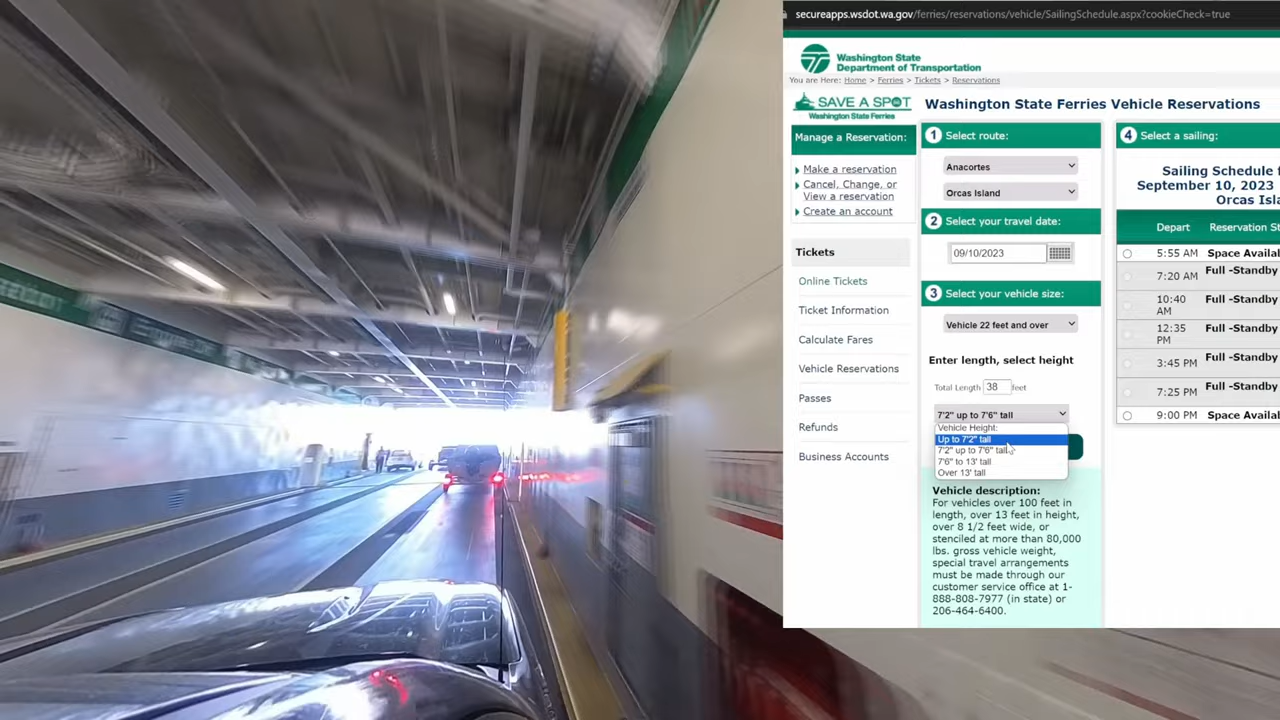 secureapps.wsdot.wa.gov/ferries/reservations/vehicle/SailingSchedule.aspx?cookieCheck=true
Washington State
Department of Transportation
You are Here: Home > Ferries > Tickets > Reservations
SAVE A SPOT
Washington State Ferries
Washington State Ferries Vehicle Reservations
Manage a Reservation:
Make a reservation
Cancel, Change, or
View a reservation
Create an account
Tickets
Online Tickets
Ticket Information
Calculate Fares
Vehicle Reservations
Passes
Refunds
Business Accounts
1 Select route:
Anacortes
Orcas Island
2 Select your travel date:
09/10/2023
3 Select your vehicle size:
Vehicle 22 feet and over
Enter length, select height
Total Length 38 feet
7'2" up to 7'6" tall
Vehicle Height:
Up to 7'2" tall
7'2" up to 7'6" tall
7'6" to 13' tall
Over 13' tall
Vehicle description:
For vehicles over 100 feet in
length, over 13 feet in height,
over 8 1/2 feet wide, or
stenciled at more than 80,000
lbs. gross vehicle weight,
special travel arrangements
must be made through our
customer service office at 1-
888-808-7977 (in state) or
206-464-6400.
4 Select a sailing:
Sailing Schedule f
September 10, 2023
Orcas Isla
Depart Reservation St
5:55 AM Space Availal
7:20 AM Full -Standby
10:40 AM Full -Standby
12:35 PM Full -Standby
3:45 PM Full -Standby
7:25 PM Full -Standby
9:00 PM Space Availal